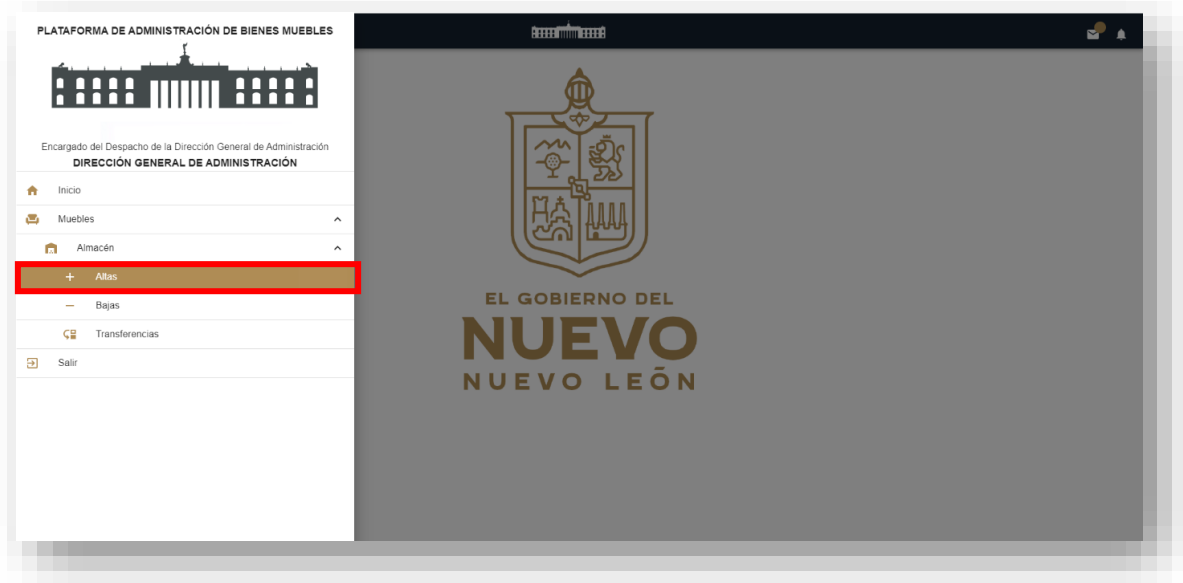 PLATAFORMA DE ADMINISTRACIÓN DE BIENES MUEBLES
Encargado del Despacho de la Dirección General de Administración
DIRECCIÓN GENERAL DE ADMINISTRACIÓN
Inicio
Muebles
Almacén
Altas
Bajas
Transferencias
Salir
EL GOBIERNO DEL
NUEVO
NUEVO LEÓN